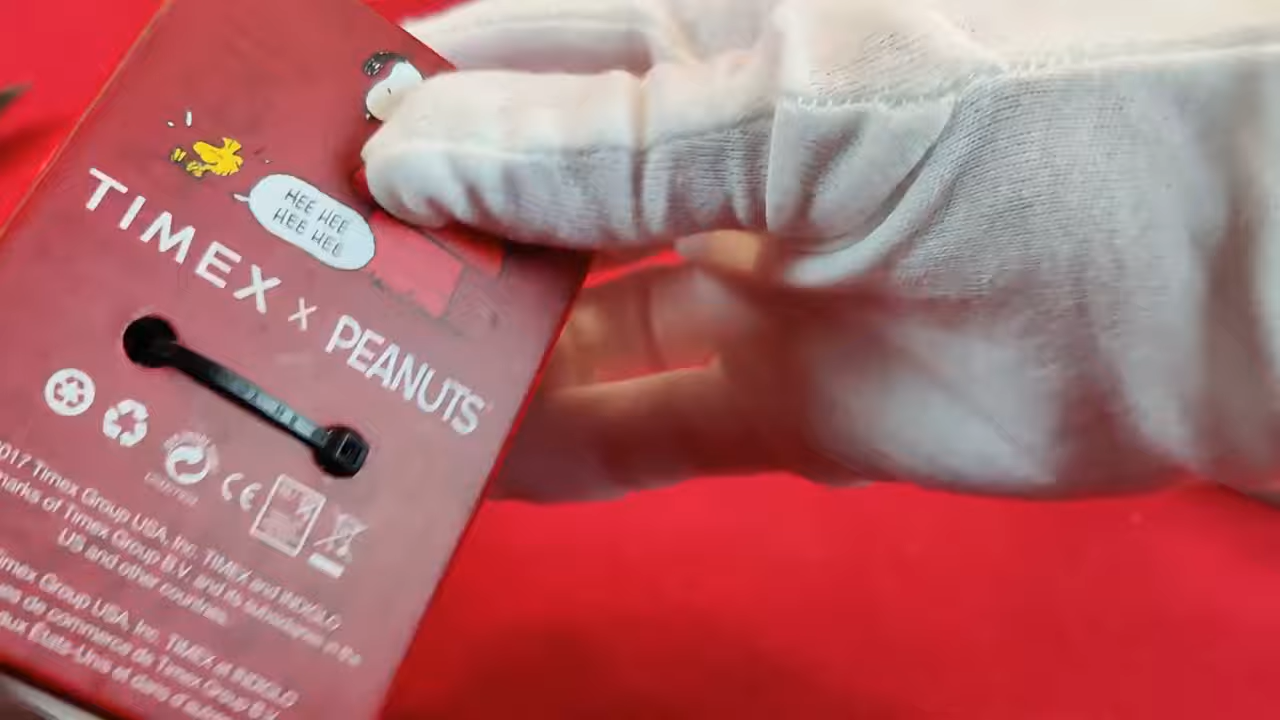 HEE HEE
HEE HEE
TIMEX x PEANUTS
CE
2017 Timex Group USA, Inc. TIMEX and INDIGLO
marks of Timex Group B.V. and its subsidiaries in the
US and other countries.
Timex Group USA, Inc. TIMEX et INDIGLO
de commerce de Timex Group B.V.
aux États-Unis et dans d'autres